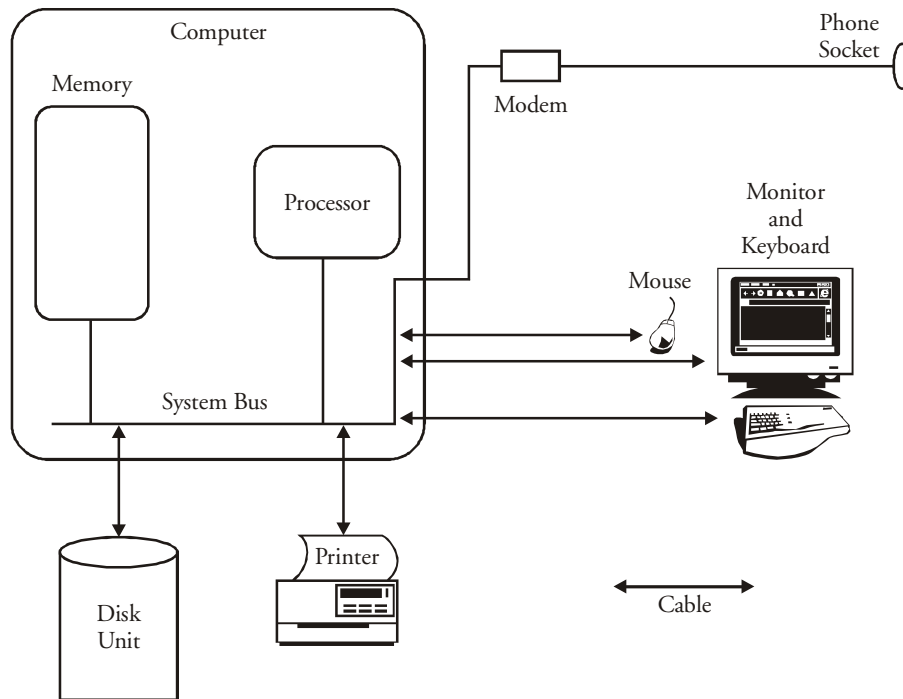 Computer
Phone
Socket
Memory
Modem
Processor
Monitor
and
Keyboard
Mouse
System Bus
Printer
Disk
Unit
Cable